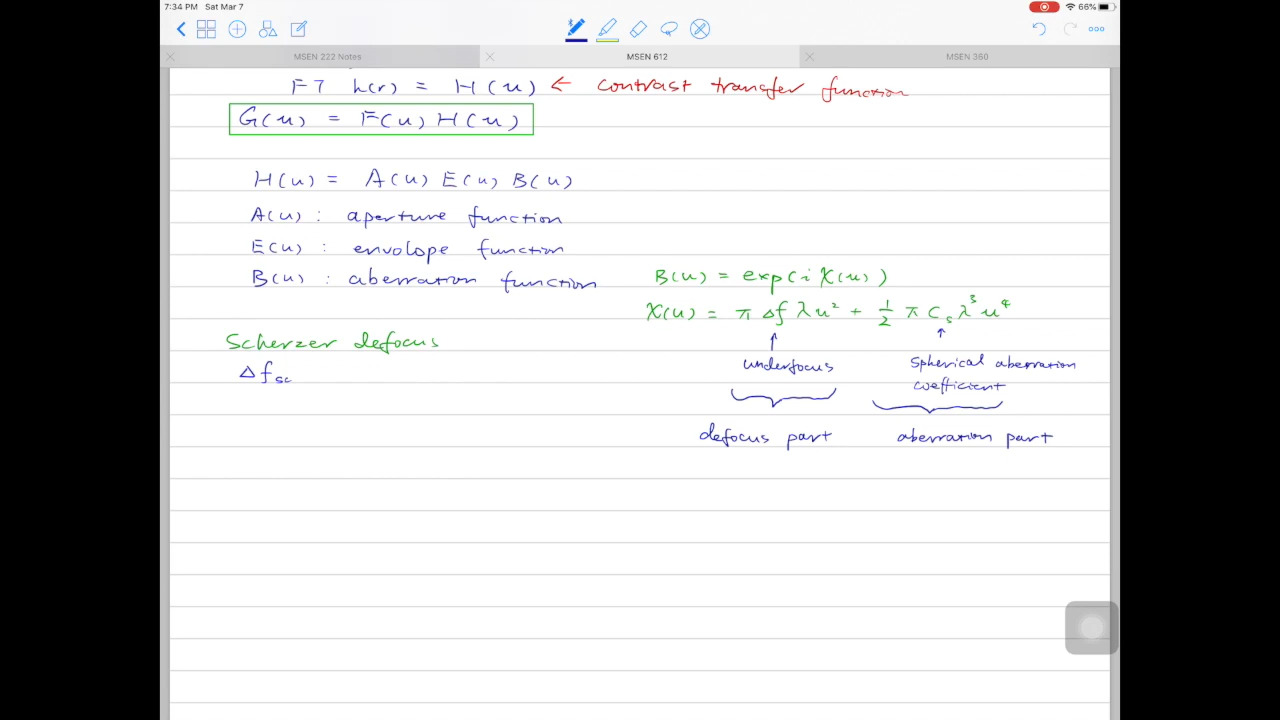 7:34 PM Sat Mar 7
66%
MSEN 222 Notes
MSEN 612
MSEN 360
FT h(r) = H(u) ← contrast transfer function
G(u) = F(u) H(u)
H(u) = A(u) E(u) B(u)
A(u) : aperture function
E(u) : envolope function
B(u) : aberration function
B(u) = exp(i χ(u))
χ(u) = π Δf λ u² + 1/2 π Cs λ³ u⁴
Scherzer defocus
Δf sc
underfocus
Spherical aberration
coefficient
defocus part
aberration part